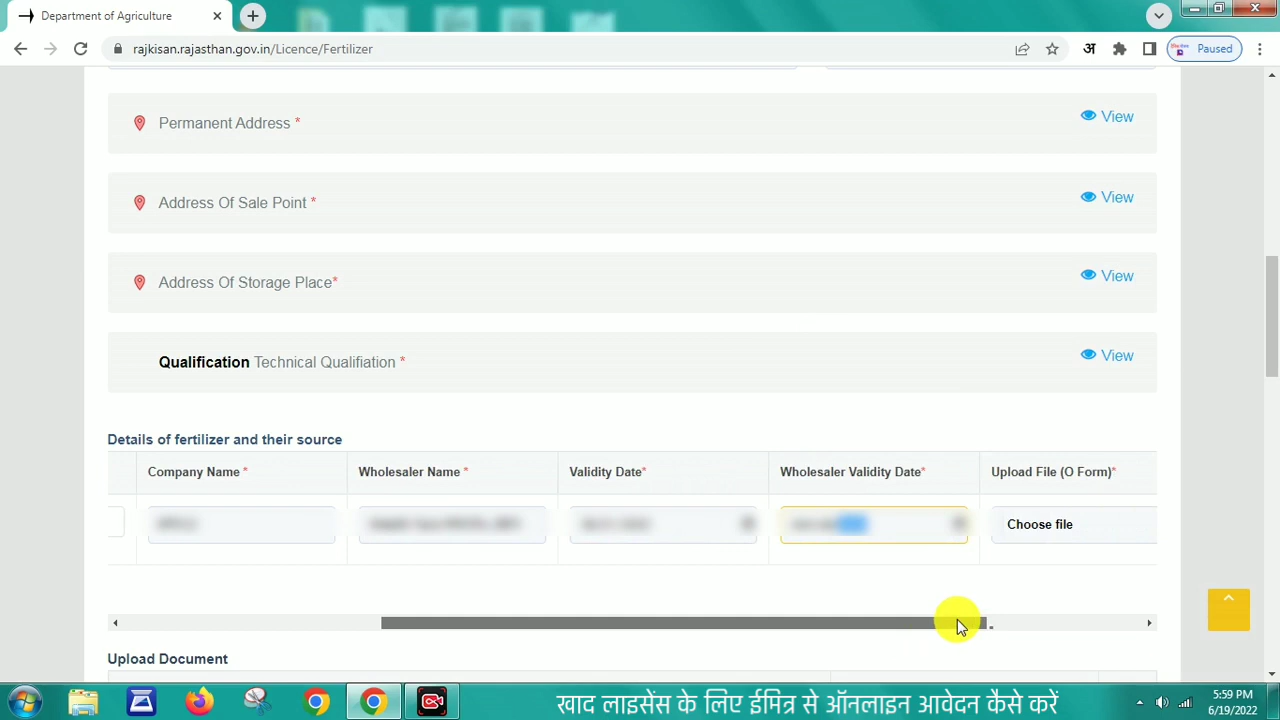 Department of Agriculture
rajkisan.rajasthan.gov.in/Licence/Fertilizer
अ
Paused
Permanent Address *
View
Address Of Sale Point *
View
Address Of Storage Place*
View
Qualification Technical Qualifiation *
View
Details of fertilizer and their source
Company Name * Wholesaler Name * Validity Date* Wholesaler Validity Date* Upload File (O Form)*
Choose file
Upload Document
खाद लाइसेंस के लिए ईमित्र से ऑनलाइन आवेदन कैसे करें
5:59 PM
6/19/2022